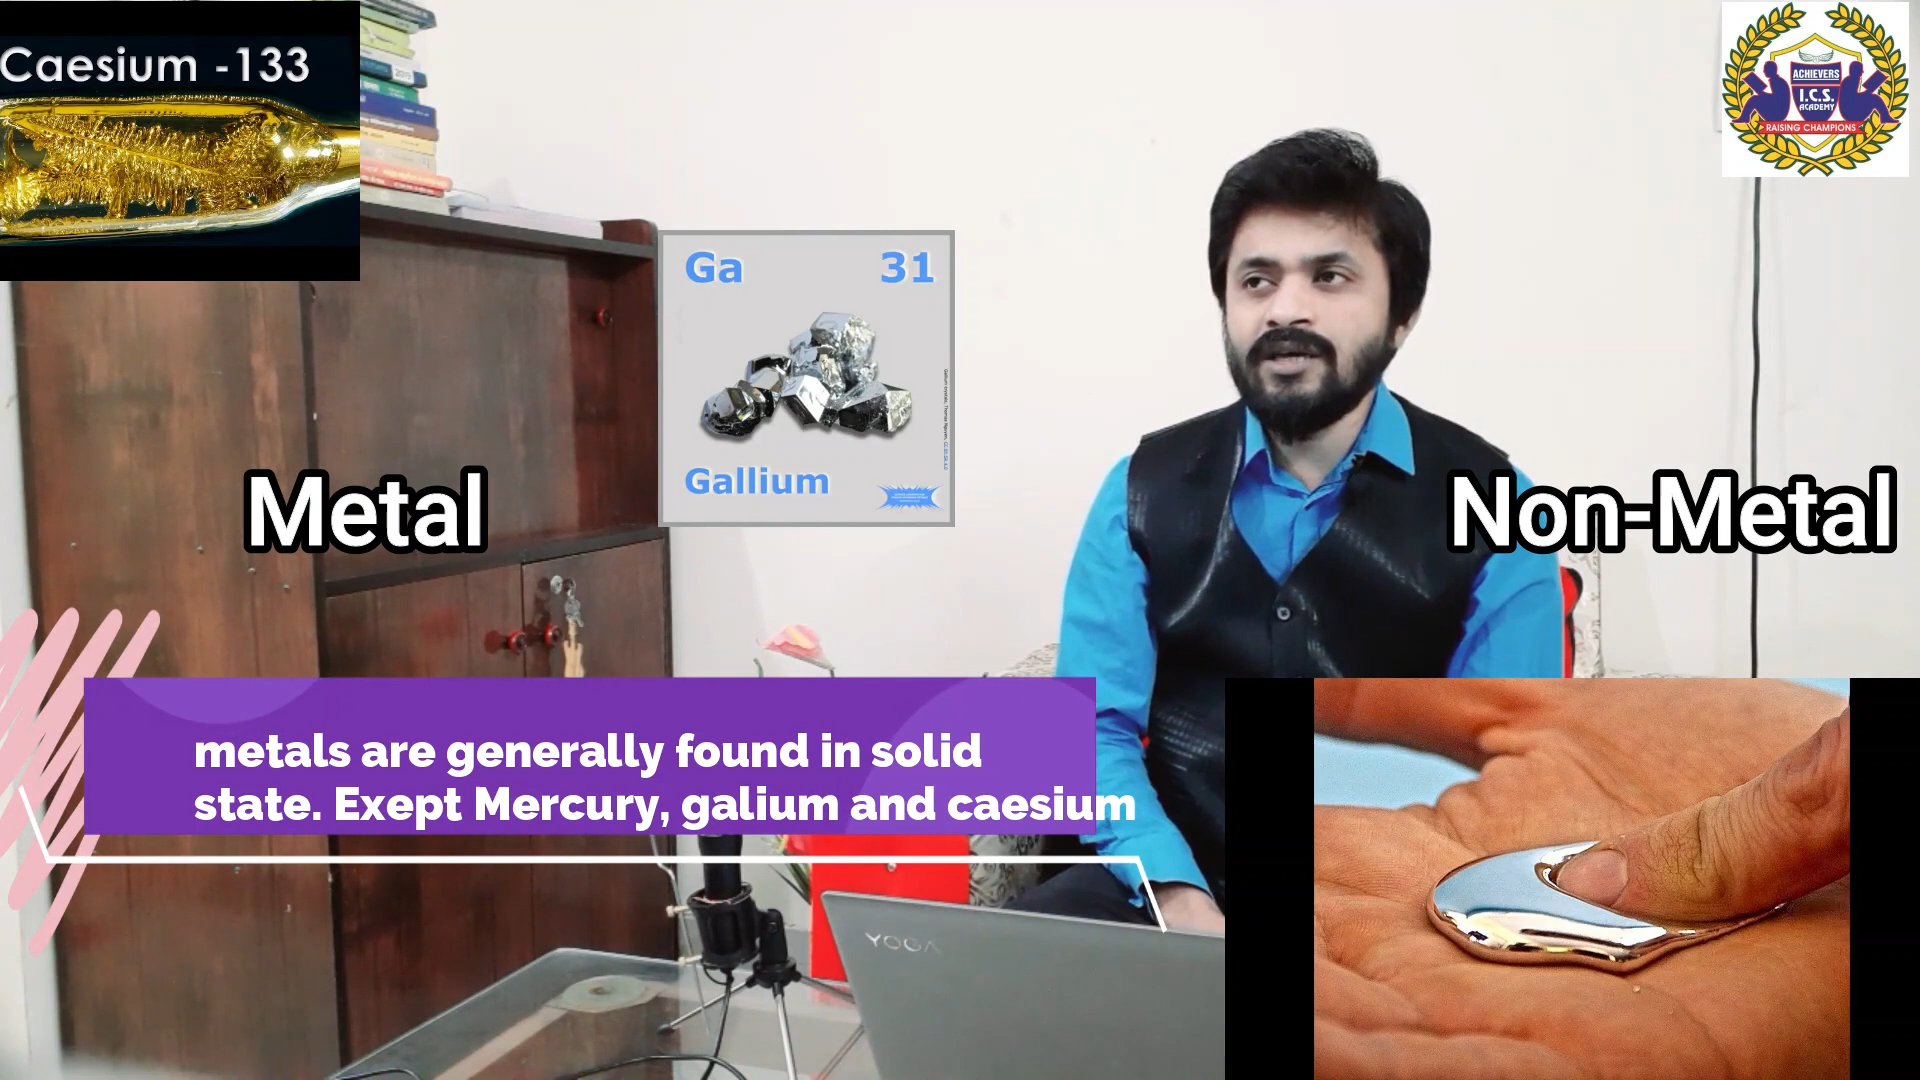 Caesium -133
ACHIEVERS
I.C.S.
ACADEMY
RAISING CHAMPIONS
Ga 31
Gallium
Metal
Non-Metal
metals are generally found in solid
state. Exept Mercury, galium and caesium
YOGA